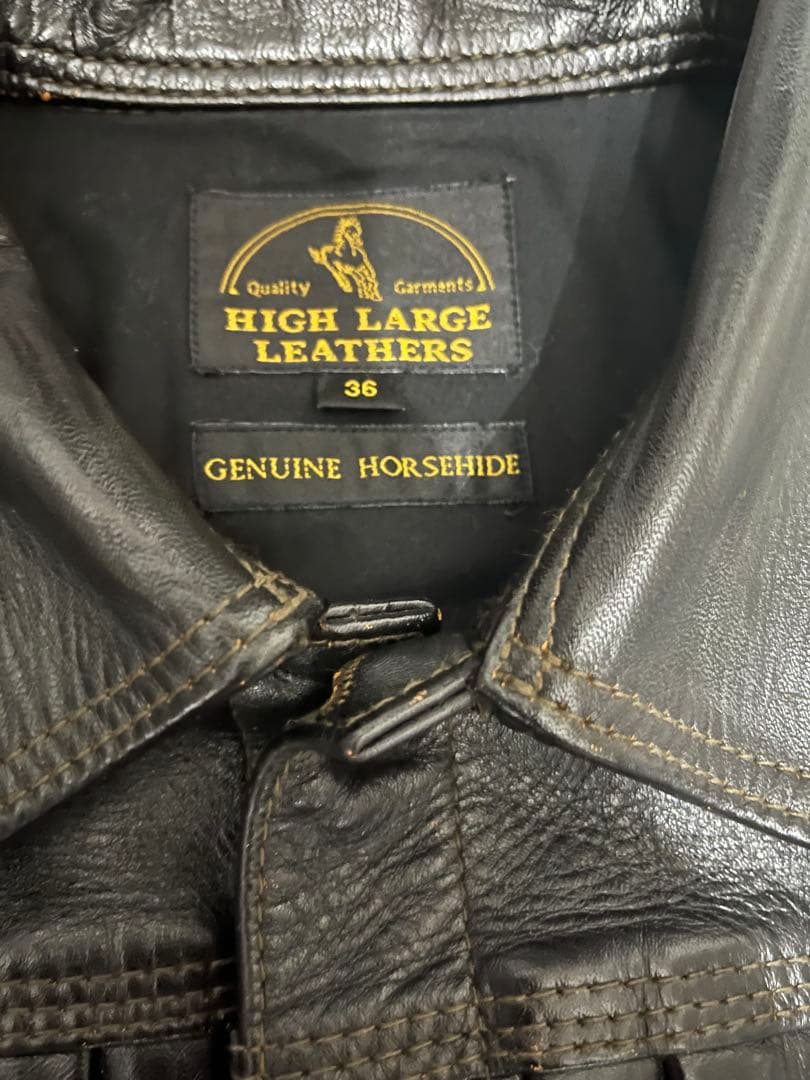 Quality Garments
HIGH LARGE
LEATHERS
36
GENUINE HORSEHIDE